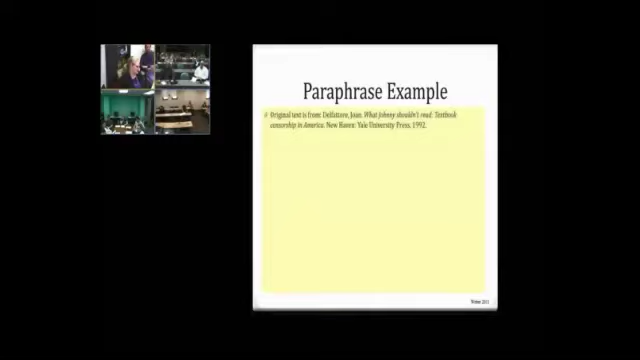 Paraphrase Example
Original text is from: DelFattore, Joan. What Johnny shouldn't read: Textbook
censorship in America. New Haven: Yale University Press, 1992.